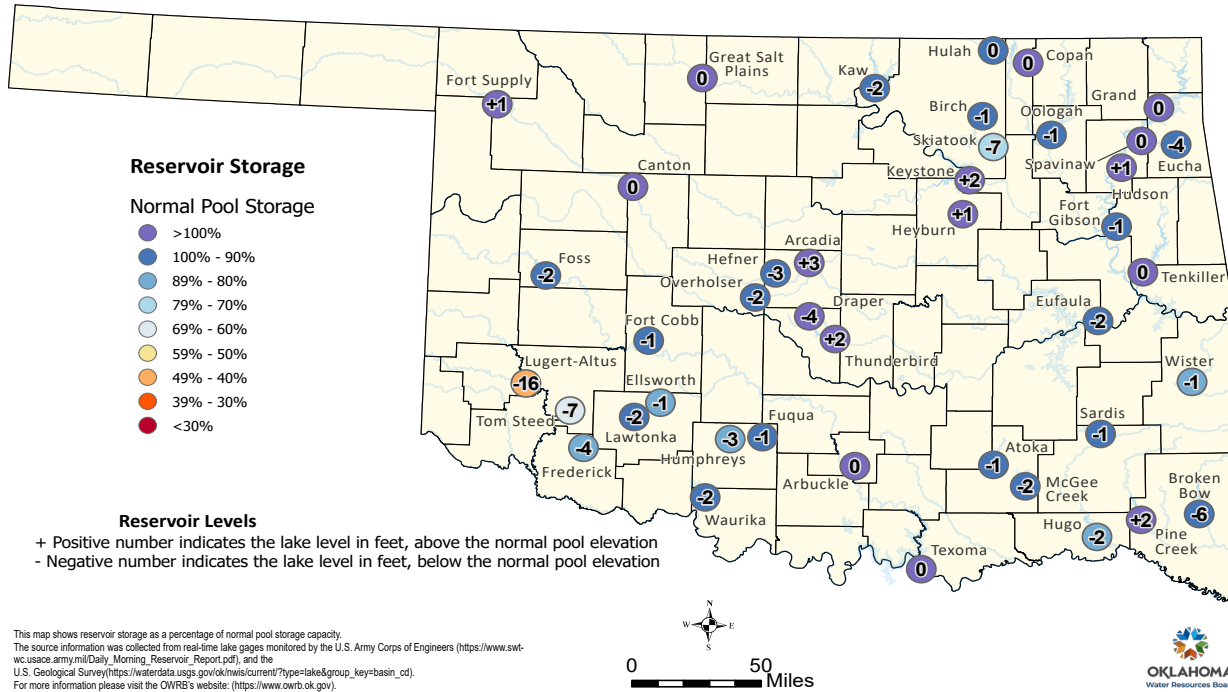 Hulah
0
0
Copan
Great Salt
Plains
0
Kaw
-2
Fort Supply
+1
Grand
0
Birch
-1
Oologah
-1
Skiatook
-7
0
-4
Spavinaw
Eucha
+1
Hudson
Canton
0
Keystone
+2
+1
Heyburn
Fort
Gibson
-1
Reservoir Storage
Normal Pool Storage
>100%
100% - 90%
89% - 80%
79% - 70%
69% - 60%
59% - 50%
49% - 40%
39% - 30%
<30%
Foss
-2
Hefner
-3
Arcadia
+3
Overholser
-2
Draper
-4
+2
Thunderbird
0
Tenkiller
Eufaula
-2
Fort Cobb
-1
Wister
-1
Lugert-Altus
-16
Ellsworth
-1
Tom Steed
-7
-2
Lawtonka
Fuqua
-1
-3
Humphreys
-4
Frederick
Sardis
-1
Atoka
-1
Arbuckle
0
-2
McGee
Creek
Broken
Bow
-6
-2
Waurika
Hugo
-2
+2
Pine
Creek
Texoma
0
Reservoir Levels
+ Positive number indicates the lake level in feet, above the normal pool elevation
- Negative number indicates the lake level in feet, below the normal pool elevation
This map shows reservoir storage as a percentage of normal pool storage capacity.
The source information was collected from real-time lake gages monitored by the U.S. Army Corps of Engineers (https://www.swt-
wc.usace.army.mil/Daily_Morning_Reservoir_Report.pdf), and the
U.S. Geological Survey(https://waterdata.usgs.gov/ok/nwis/current/?type=lake&group_key=basin_cd).
For more information please visit the OWRB's website: (https://www.owrb.ok.gov).
N
W E
S
0 50
Miles
OKLAHOMA
Water Resources Boa